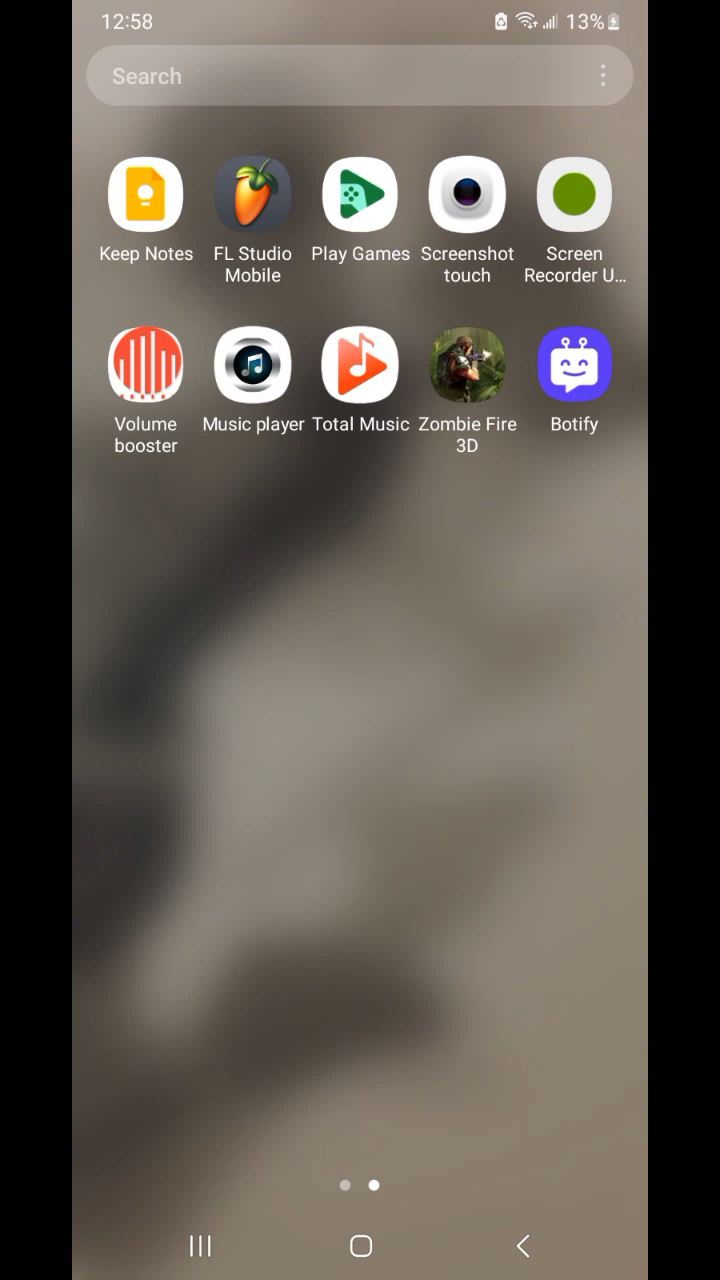 12:58 13%
Search
Keep Notes FL Studio Play Games Screenshot Screen
Mobile touch Recorder U...
Volume Music player Total Music Zombie Fire Botify
booster 3D